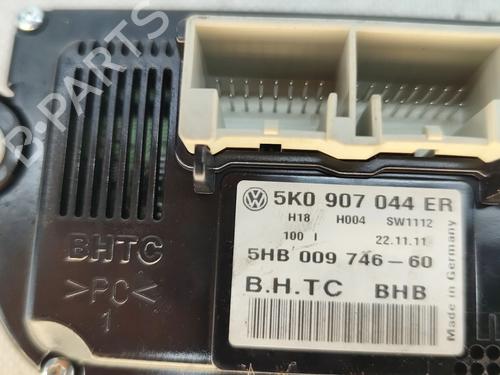 B-PARTS
5K0 907 044 ER
H18 H004 SW1112
100 I 22.11.11
5HB 009 746-60
B.H.TC BHB
Made in Germany
BHTC
>PC<
1